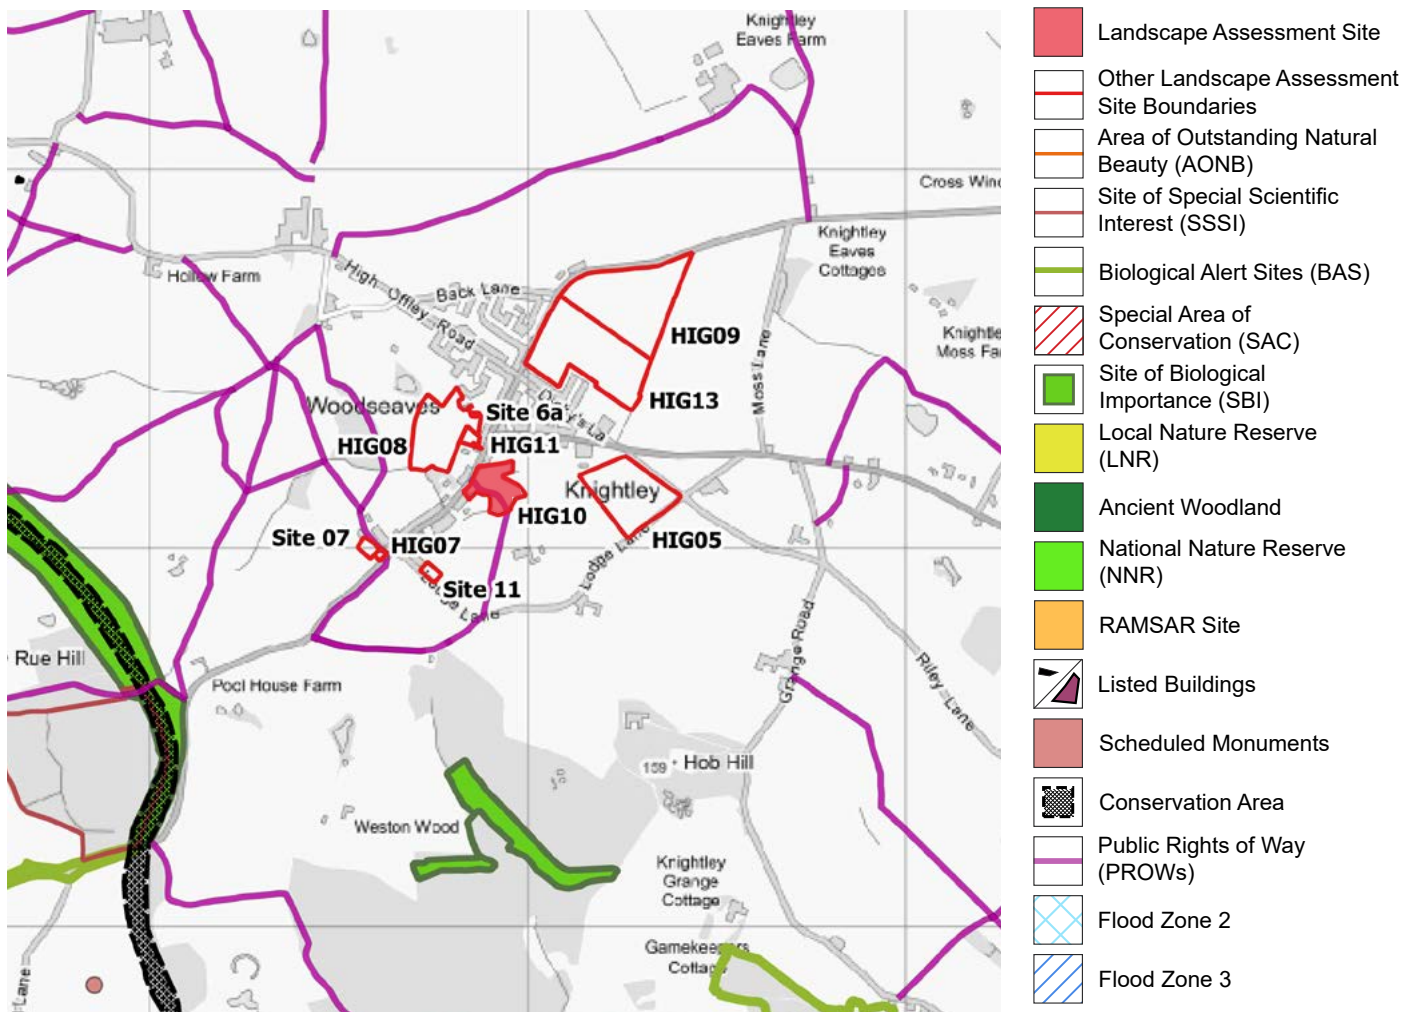 Knightley
Eaves Farm
Cross Wind
Knightley
Eaves
Cottages
Hollow Farm
High Offley Road
Back Lane
HIG09
Knightle
Moss Fa
Moss Lane
Woodseaves
Site 6a
HIG13
HIG08
HIG11
Knightley
HIG10
Site 07
HIG07
HIG05
Site 11
Lodge Lane
Lodge Lane
Rue Hill
Pool House Farm
Grange Road
Riley Lane
159
Hob Hill
Weston Wood
Knightley
Grange
Cottage
Gamekeepers
Cottage
Lane
Landscape Assessment Site
Other Landscape Assessment
Site Boundaries
Area of Outstanding Natural
Beauty (AONB)
Site of Special Scientific
Interest (SSSI)
Biological Alert Sites (BAS)
Special Area of
Conservation (SAC)
Site of Biological
Importance (SBI)
Local Nature Reserve
(LNR)
Ancient Woodland
National Nature Reserve
(NNR)
RAMSAR Site
Listed Buildings
Scheduled Monuments
Conservation Area
Public Rights of Way
(PROWs)
Flood Zone 2
Flood Zone 3